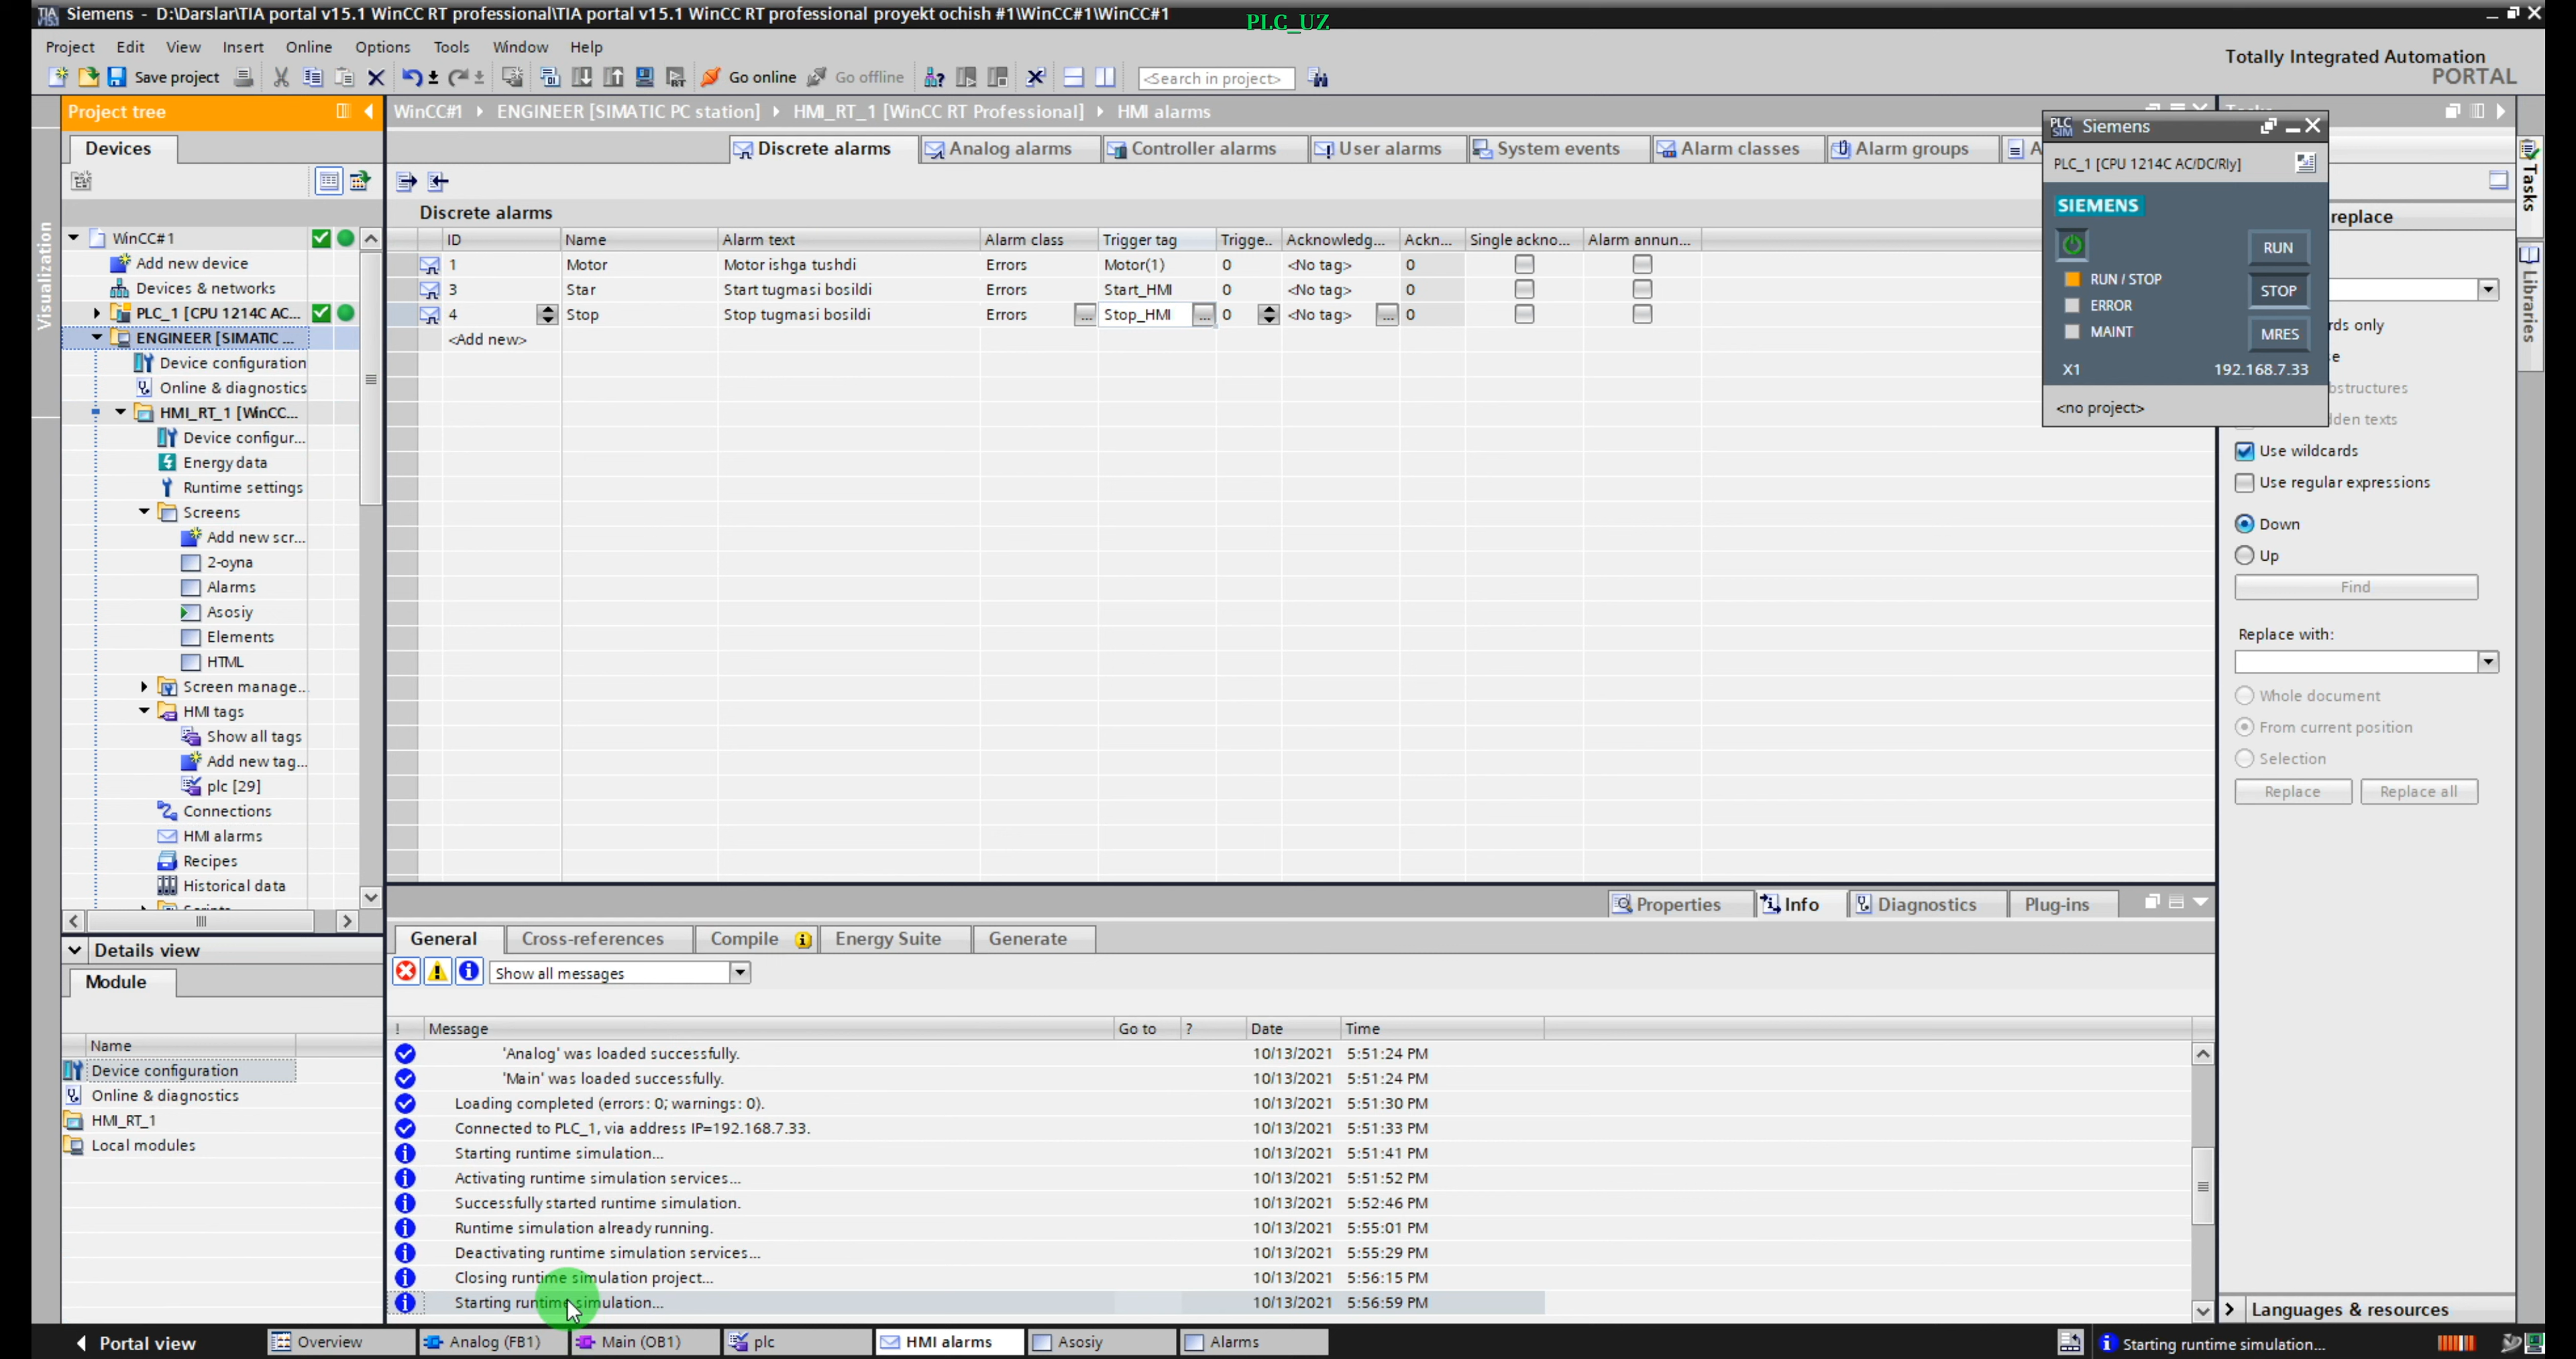 Siemens - D:\Darslar\TIA portal v15.1 WinCC RT professional\TIA portal v15.1 WinCC RT professional proyekt ochish #1\WinCC#1\WinCC#1
PLC_UZ
Project Edit View Insert Online Options Tools Window Help
Totally Integrated Automation
PORTAL
Save project Go online Go offline <Search in project>
Project tree
WinCC#1 ENGINEER [SIMATIC PC station] HMI_RT_1 [WinCC RT Professional] HMI alarms
Devices
Discrete alarms Analog alarms Controller alarms User alarms System events Alarm classes Alarm groups
Discrete alarms
ID Name Alarm text Alarm class Trigger tag Trigge.. Acknowledg... Ackn... Single ackno... Alarm annun...
1 Motor Motor ishga tushdi Errors Motor(1) 0 <No tag> 0
3 Star Start tugmasi bosildi Errors Start_HMI 0 <No tag> 0
4 Stop Stop tugmasi bosildi Errors ... Stop_HMI ... 0 <No tag> ... 0
<Add new>
Visualization
WinCC#1
Add new device
Devices & networks
PLC_1 [CPU 1214C AC...
ENGINEER [SIMATIC ...
Device configuration
Online & diagnostics
HMI_RT_1 [WinCC...
Device configur...
Energy data
Runtime settings
Screens
Add new scr...
2-oyna
Alarms
Asosiy
Elements
HTML
Screen manage..
HMI tags
Show all tags
Add new tag...
plc [29]
Connections
HMI alarms
Recipes
Historical data
Details view
Module
Name
Device configuration
Online & diagnostics
HMI_RT_1
Local modules
PLC SIM Siemens
PLC_1 [CPU 1214C AC/DC/Rly]
SIEMENS
RUN
RUN / STOP
STOP
ERROR
MAINT
MRES
X1 192.168.7.33
<no project>
Tasks
Libraries
replace
Use wildcards
Use regular expressions
Down
Up
Find
Replace with:
Whole document
From current position
Selection
Replace Replace all
Languages & resources
Properties Info Diagnostics Plug-ins
General Cross-references Compile Energy Suite Generate
Show all messages
! Message Go to ? Date Time
'Analog' was loaded successfully. 10/13/2021 5:51:24 PM
'Main' was loaded successfully. 10/13/2021 5:51:24 PM
Loading completed (errors: 0; warnings: 0). 10/13/2021 5:51:30 PM
Connected to PLC_1, via address IP=192.168.7.33. 10/13/2021 5:51:33 PM
Starting runtime simulation... 10/13/2021 5:51:41 PM
Activating runtime simulation services... 10/13/2021 5:51:52 PM
Successfully started runtime simulation. 10/13/2021 5:52:46 PM
Runtime simulation already running. 10/13/2021 5:55:01 PM
Deactivating runtime simulation services... 10/13/2021 5:55:29 PM
Closing runtime simulation project... 10/13/2021 5:56:15 PM
Starting runtime simulation... 10/13/2021 5:56:59 PM
Portal view Overview Analog (FB1) Main (OB1) plc HMI alarms Asosiy Alarms Starting runtime simulation...